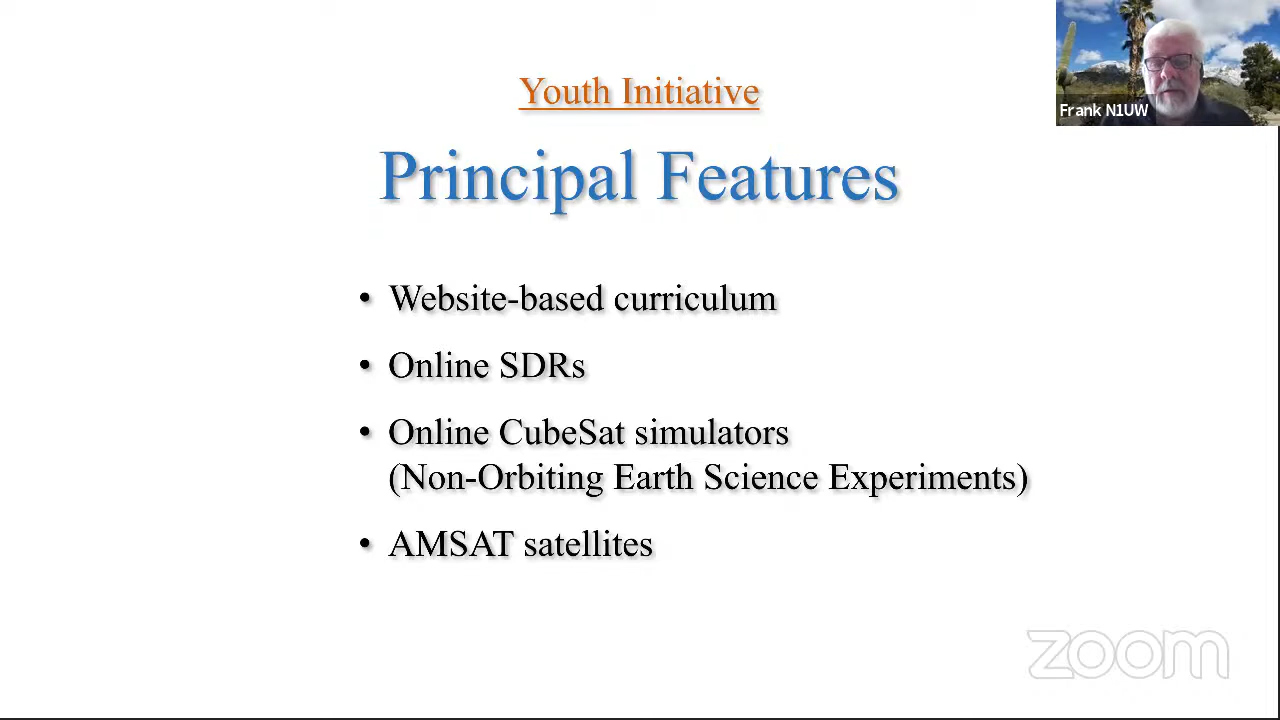 Youth Initiative
Principal Features
• Website-based curriculum
• Online SDRs
• Online CubeSat simulators
(Non-Orbiting Earth Science Experiments)
• AMSAT satellites
Frank N1UW
zoom